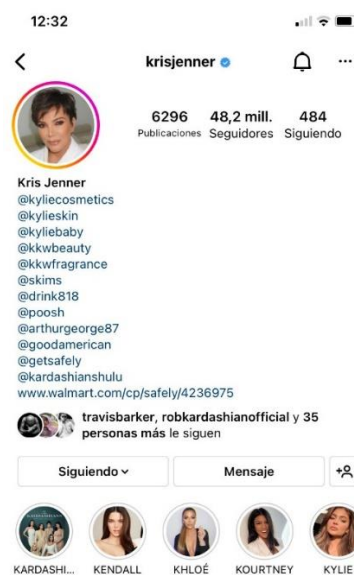 12:32
krisjenner
6296 48,2 mill. 484
Publicaciones Seguidores Siguiendo
Kris Jenner
@kyliecosmetics
@kylieskin
@kyliebaby
@kkwbeauty
@kkwfragrance
@skims
@drink818
@poosh
@arthurgeorge87
@goodamerican
@getsafely
@kardashianshulu
www.walmart.com/cp/safely/4236975
travisbarker, robkardashianofficial y 35
personas más le siguen
Siguiendo Mensaje
KARDASHI... KENDALL KHLOÉ KOURTNEY KYLIE